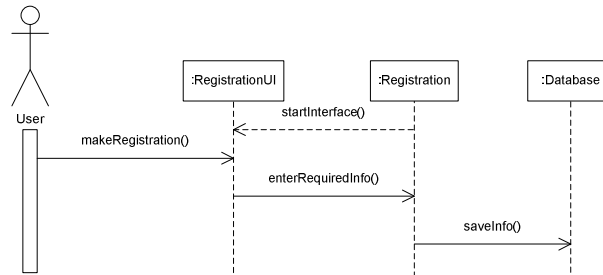 :RegistrationUI
:Registration
:Database
User
startInterface()
makeRegistration()
enterRequiredInfo()
saveInfo()